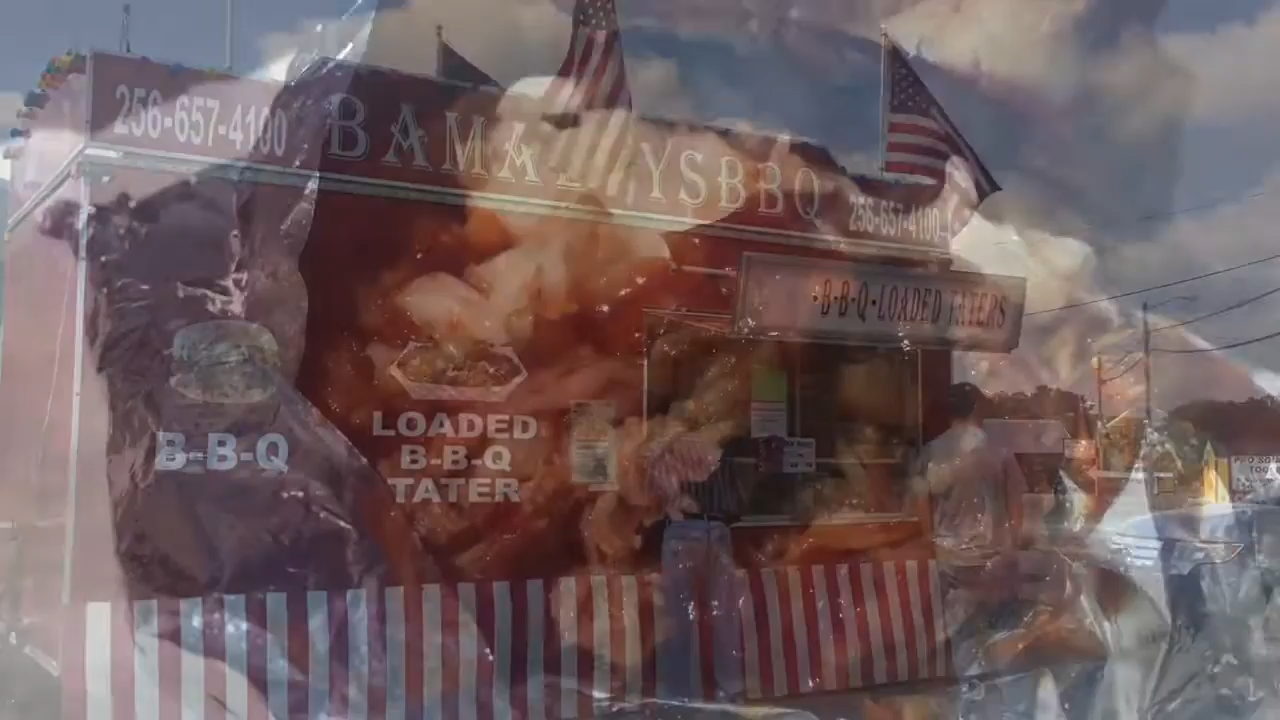 256-657-4100
BAMA YSBBQ
256-657-4100
B-B-Q LOADED TATERS
B-B-Q
LOADED
B-B-Q
TATER